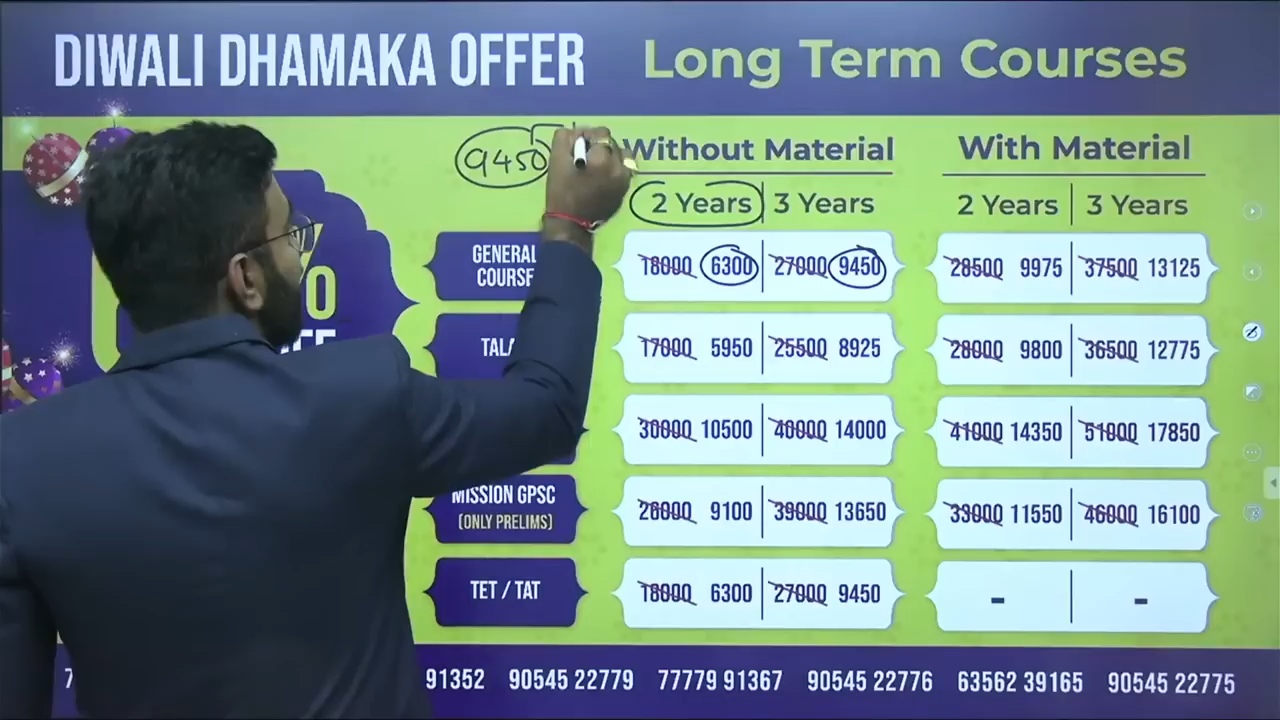 DIWALI DHAMAKA OFFER Long Term Courses
9450
Without Material With Material
2 Years 3 Years 2 Years 3 Years
GENERAL COURSE 18000 6300 27000 9450 28500 9975 37500 13125
17000 5950 25500 8925 28000 9800 36500 12775
30000 10500 40000 14000 41000 14350 51000 17850
MISSION GPSC (ONLY PRELIMS) 26000 9100 39000 13650 33000 11550 46000 16100
TET / TAT 18000 6300 27000 9450 - -
91352 90545 22779 77779 91367 90545 22776 63562 39165 90545 22775